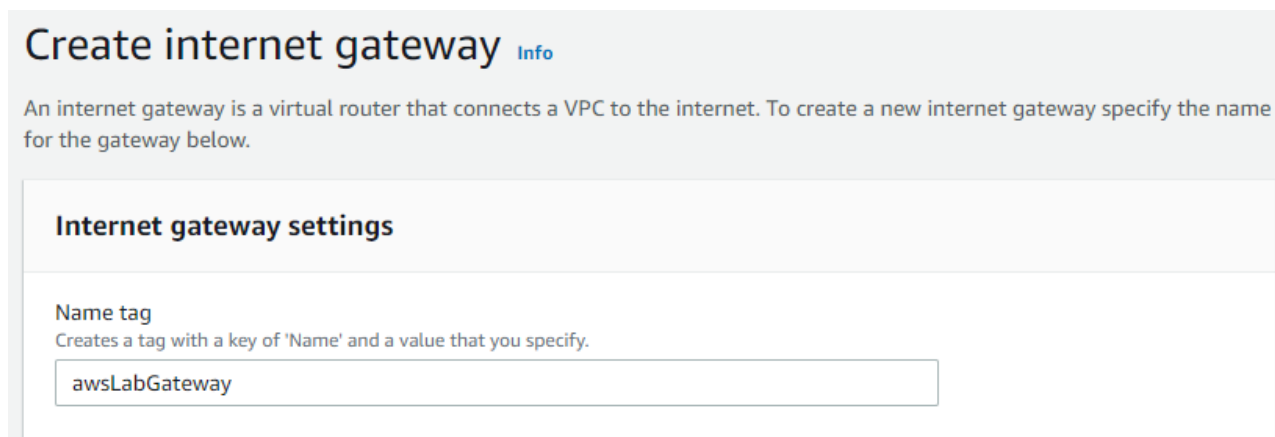 Create internet gateway Info
An internet gateway is a virtual router that connects a VPC to the internet. To create a new internet gateway specify the name
for the gateway below.
Internet gateway settings
Name tag
Creates a tag with a key of 'Name' and a value that you specify.
awsLabGateway